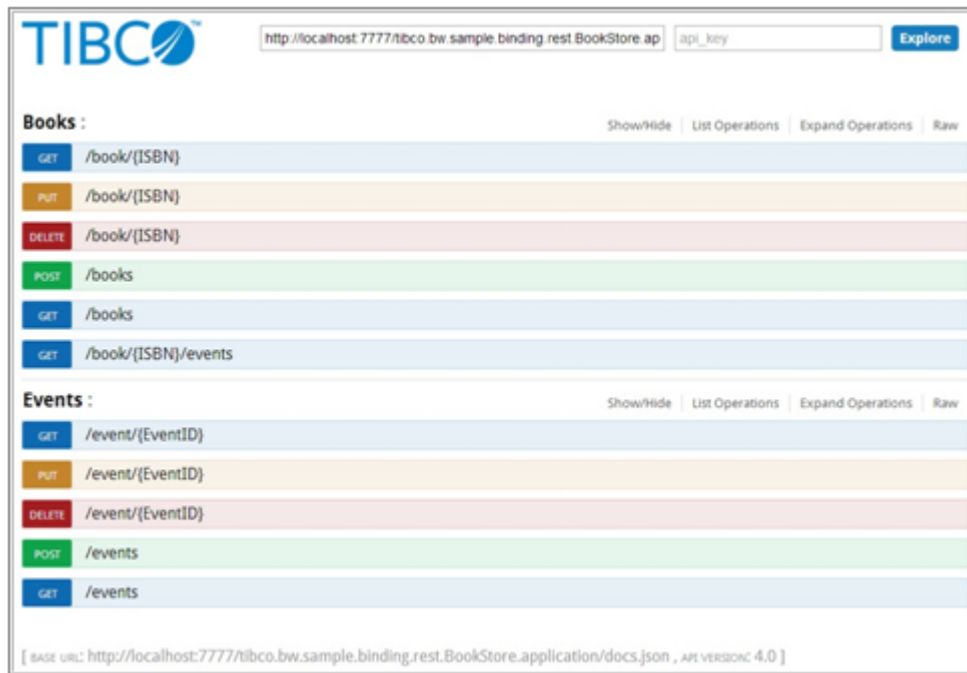 TIBCO™ http://localhost:7777/tibco.bw.sample.binding.rest.BookStore.ap api_key Explore
Books : Show/Hide List Operations Expand Operations Raw
GET /book/{ISBN}
PUT /book/{ISBN}
DELETE /book/{ISBN}
POST /books
GET /books
GET /book/{ISBN}/events
Events : Show/Hide List Operations Expand Operations Raw
GET /event/{EventID}
PUT /event/{EventID}
DELETE /event/{EventID}
POST /events
GET /events
[ BASE URL: http://localhost:7777/tibco.bw.sample.binding.rest.BookStore.application/docs.json , API VERSION: 4.0 ]